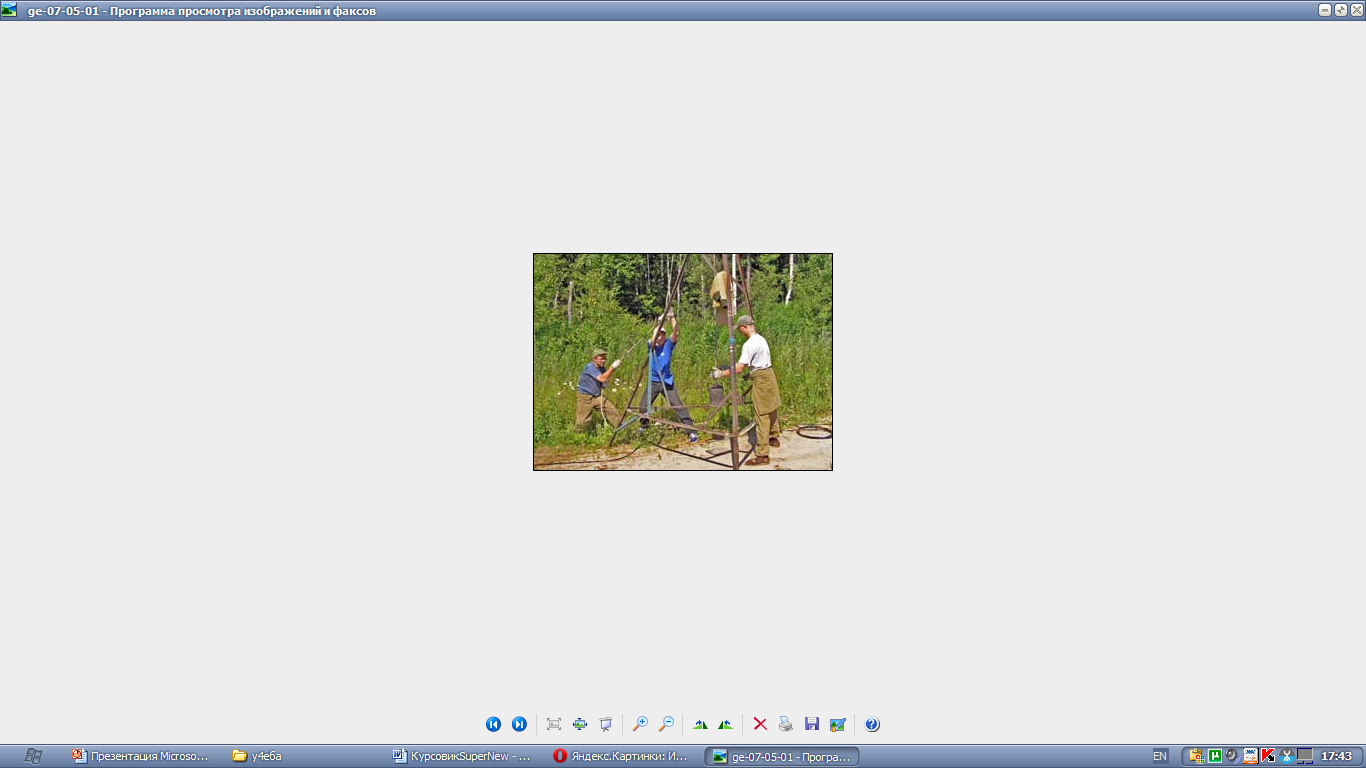 ge-07-05-01 - Программа просмотра изображений и факсов
Презентация Microso...
у4еба
КурсовикSuperNew - ...
Яндекс.Картинки: И...
ge-07-05-01 - Програ...
EN
17:43